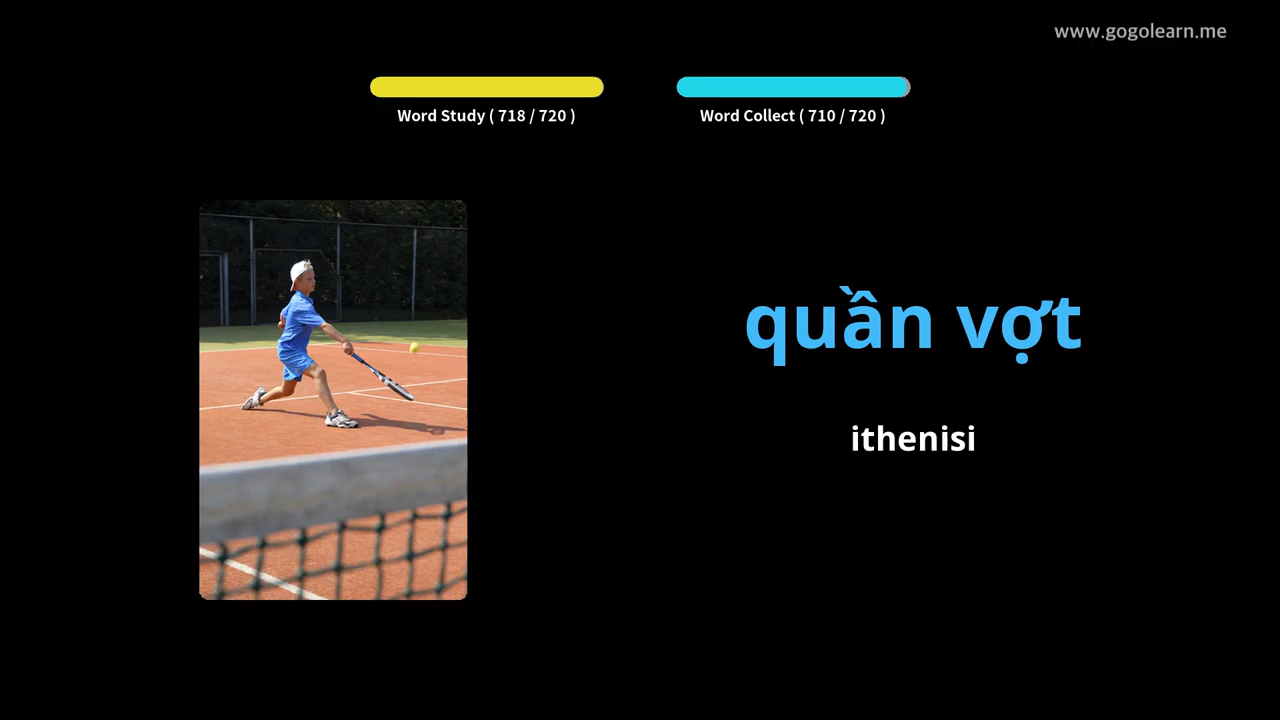 www.gogolearn.me
Word Study ( 718 / 720 )
Word Collect ( 710 / 720 )
quần vợt
ithenisi